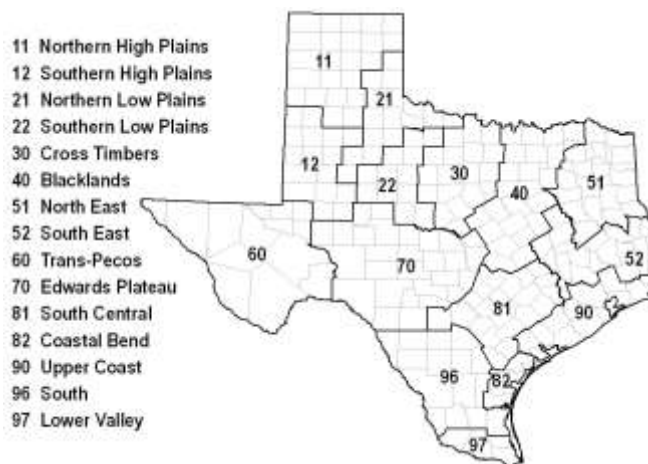 11 Northern High Plains
12 Southern High Plains
21 Northern Low Plains
22 Southern Low Plains
30 Cross Timbers
40 Blacklands
51 North East
52 South East
60 Trans-Pecos
70 Edwards Plateau
81 South Central
82 Coastal Bend
90 Upper Coast
96 South
97 Lower Valley
11
21
12
22
30
40
51
60
70
52
81
90
96
82
97